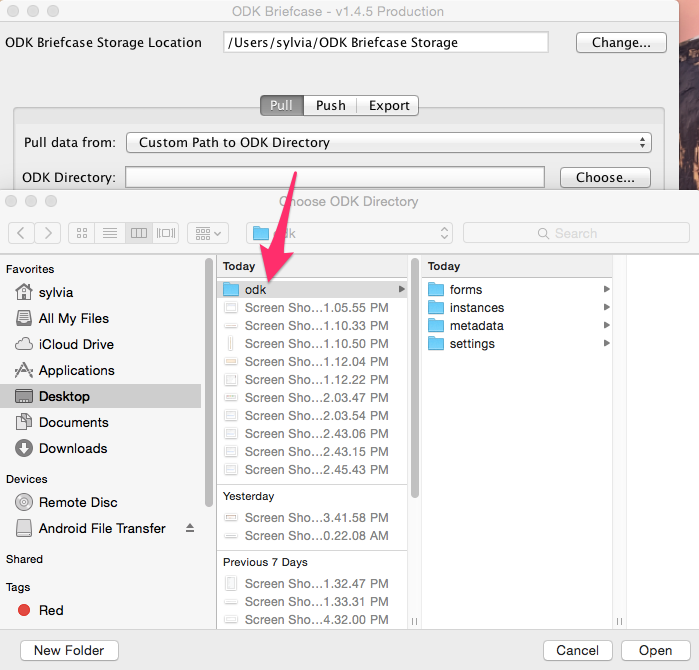 ODK Briefcase - v1.4.5 Production
ODK Briefcase Storage Location /Users/sylvia/ODK Briefcase Storage Change...
Pull Push Export
Pull data from: Custom Path to ODK Directory
ODK Directory: Choose...
Choose ODK Directory
Search
Favorites
sylvia
All My Files
iCloud Drive
Applications
Desktop
Documents
Downloads
Devices
Remote Disc
Android File Transfer
Shared
Tags
Red
Today
odk
Screen Sho...1.05.55 PM
Screen Sho...1.10.33 PM
Screen Sho...1.10.50 PM
Screen Sho...1.12.04 PM
Screen Sho...1.12.22 PM
Screen Sho...2.03.47 PM
Screen Sho...2.03.54 PM
Screen Sho...2.43.06 PM
Screen Sho...2.43.15 PM
Screen Sho...2.45.43 PM
Yesterday
Screen Sho...3.41.58 PM
Screen Sho...0.22.08 AM
Previous 7 Days
Screen Sho...1.32.47 PM
Screen Sho...1.33.31 PM
Screen Sho...4.32.00 PM
Today
forms
instances
metadata
settings
New Folder Cancel Open